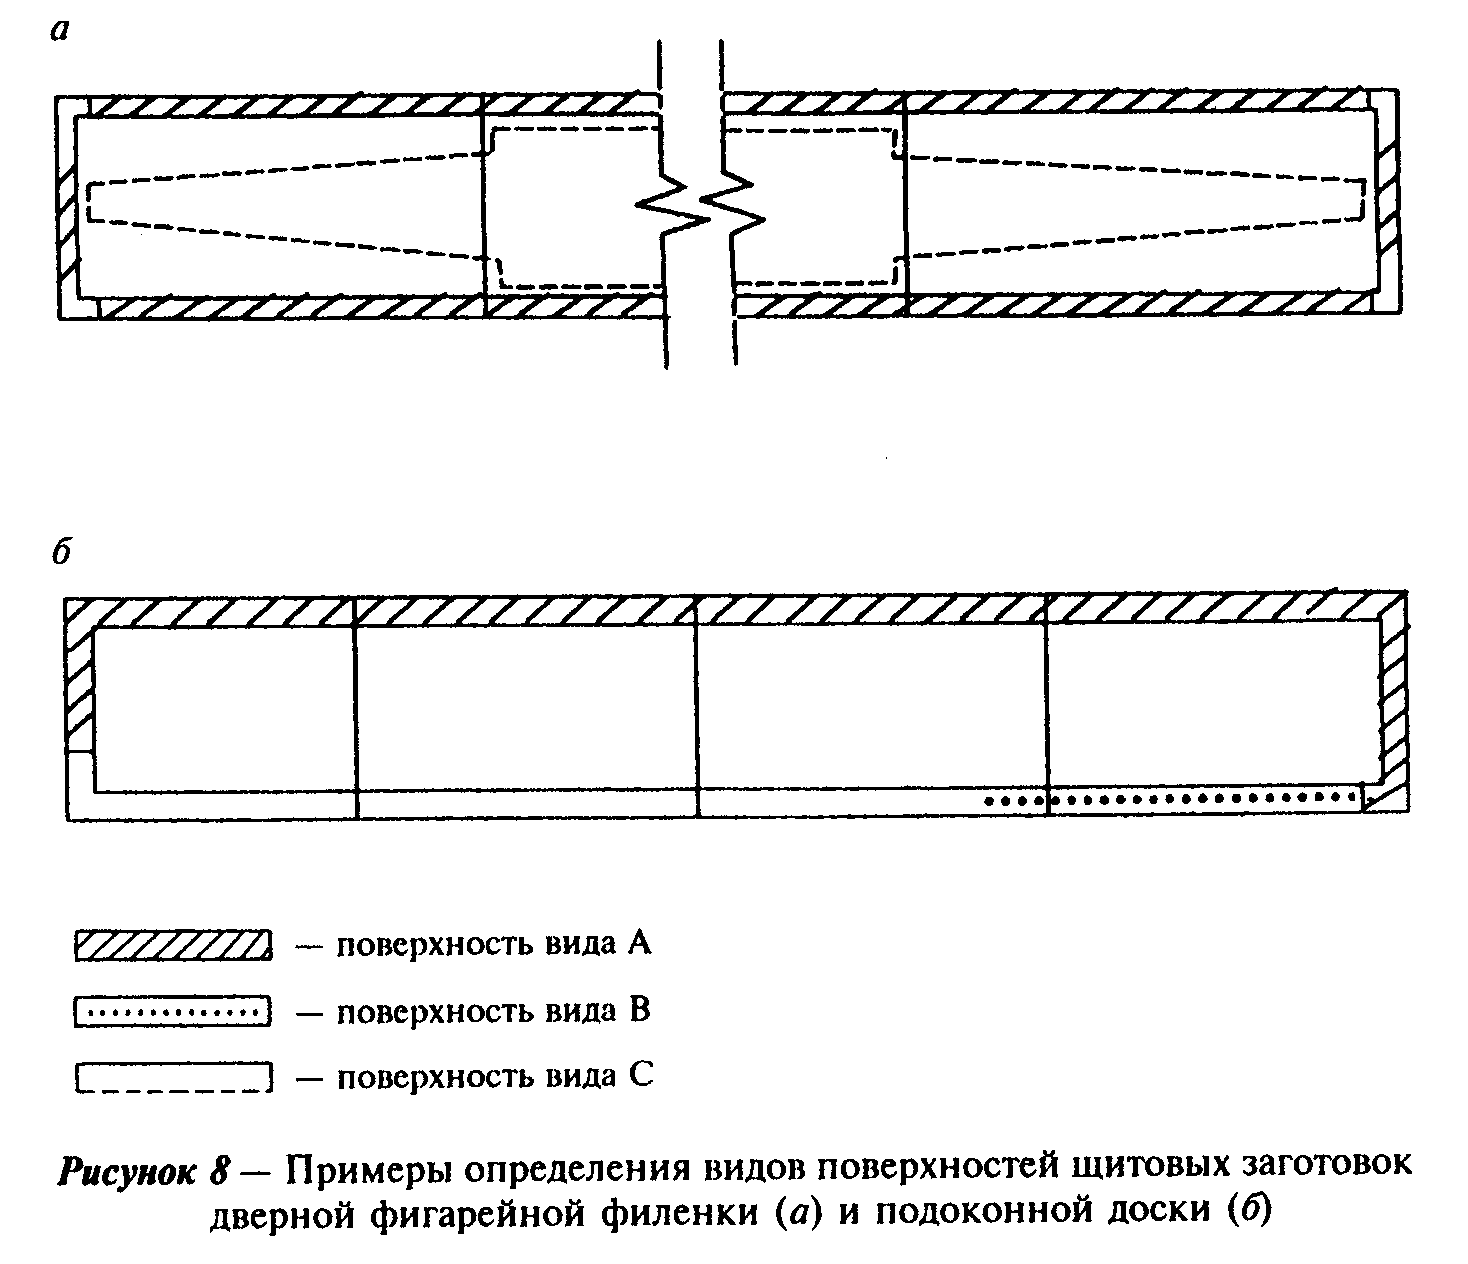 а
б
— поверхность вида А
— поверхность вида В
— поверхность вида С
Рисунок 8 — Примеры определения видов поверхностей щитовых заготовок
дверной фигарейной филенки (а) и подоконной доски (б)